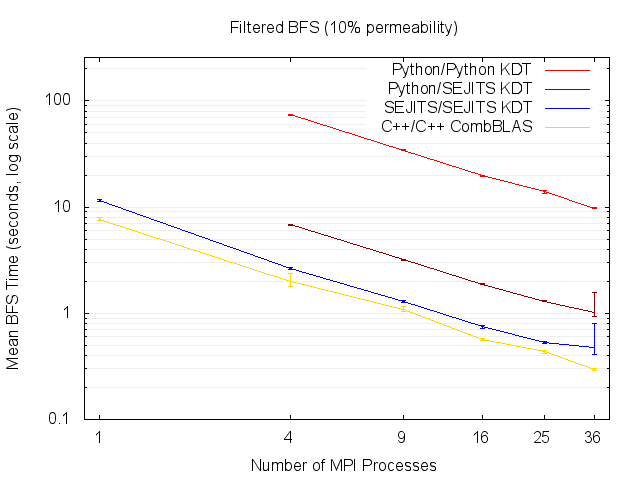 Filtered BFS (10% permeability)
Python/Python KDT
Python/SEJITS KDT
SEJITS/SEJITS KDT
C++/C++ CombBLAS
Mean BFS Time (seconds, log scale)
100
10
1
0.1
1 4 9 16 25 36
Number of MPI Processes